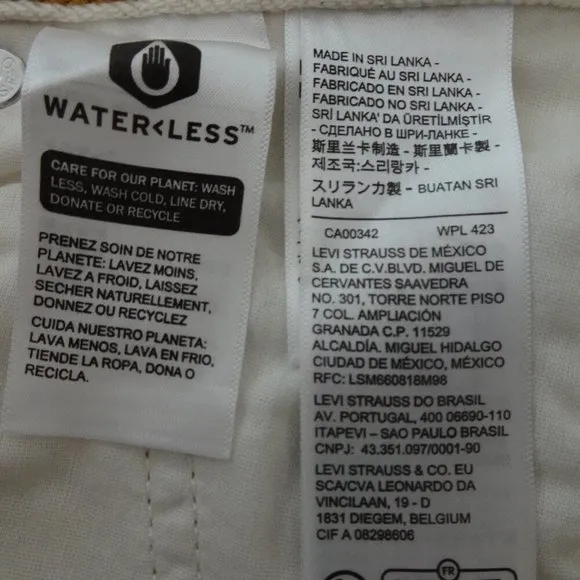 WATER<LESS™
CARE FOR OUR PLANET: WASH
LESS, WASH COLD, LINE DRY,
DONATE OR RECYCLE
PRENEZ SOIN DE NOTRE
PLANETE: LAVEZ MOINS,
LAVEZ A FROID, LAISSEZ
SECHER NATURELLEMENT,
DONNEZ OU RECYCLEZ
CUIDA NUESTRO PLANETA:
LAVA MENOS, LAVA EN FRIO,
TIENDE LA ROPA, DONA O
RECICLA.
MADE IN SRI LANKA -
FABRIQUÉ AU SRI LANKA -
FABRICADO EN SRI LANKA -
FABRICADO NO SRI LANKA -
SRİ LANKA' DA ÜRETİLMİŞTİR
- СДЕЛАНО В ШРИ-ЛАНКЕ -
斯里兰卡制造 - 斯里蘭卡製 -
제조국:스리랑카 -
スリランカ製 - BUATAN SRI
LANKA
CA00342 WPL 423
LEVI STRAUSS DE MÉXICO
S.A. DE C.V.BLVD. MIGUEL DE
CERVANTES SAAVEDRA
NO. 301, TORRE NORTE PISO
7 COL. AMPLIACIÓN
GRANADA C.P. 11529
ALCALDÍA. MIGUEL HIDALGO
CIUDAD DE MÉXICO, MÉXICO
RFC: LSM660818M98
LEVI STRAUSS DO BRASIL
AV. PORTUGAL, 400 06690-110
ITAPEVI – SAO PAULO BRASIL
CNPJ: 43.351.097/0001-90
LEVI STRAUSS & CO. EU
SCA/CVA LEONARDO DA
VINCILAAN, 19 - D
1831 DIEGEM, BELGIUM
CIF A 08298606
FR